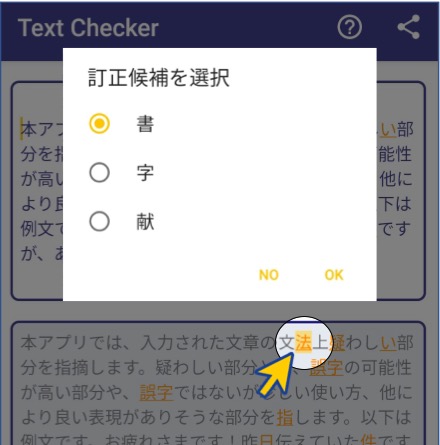 Text Checker
訂正候補を選択
書
字
献
NO OK
本アプ い部
分を指 能性
が高い 他に
より良 下は
例文で です
が、あ
本アプリでは、入力された文章の文法上疑わしい部
分を指摘します。疑わしい部分 誤字の可能性
が高い部分や、誤字ではないが しい使い方、他に
より良い表現がありそうな部分を指します。以下は
例文です。お疲れさまです！昨日伝えていた件です